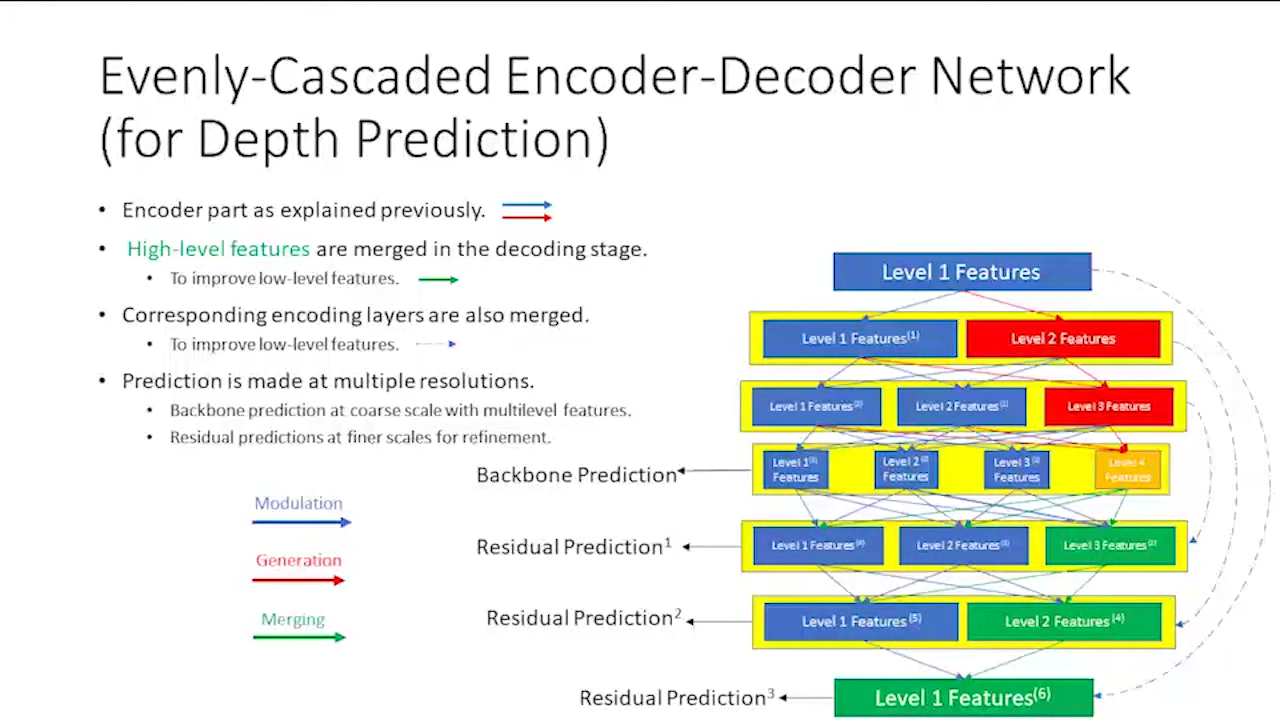 Evenly-Cascaded Encoder-Decoder Network
(for Depth Prediction)
• Encoder part as explained previously.
• High-level features are merged in the decoding stage.
• To improve low-level features.
• Corresponding encoding layers are also merged.
• To improve low-level features.
• Prediction is made at multiple resolutions.
• Backbone prediction at coarse scale with multilevel features.
• Residual predictions at finer scales for refinement.
Modulation
Generation
Merging
Level 1 Features
Level 1 Features(1) Level 2 Features
Level 1 Features(2) Level 2 Features(1) Level 3 Features
Backbone Prediction
Level 1 Features Level 2 Features Level 3 Features Level 4 Features
Residual Prediction1
Level 1 Features(4) Level 2 Features(3) Level 3 Features(2)
Residual Prediction2
Level 1 Features (5) Level 2 Features (4)
Residual Prediction3
Level 1 Features(6)